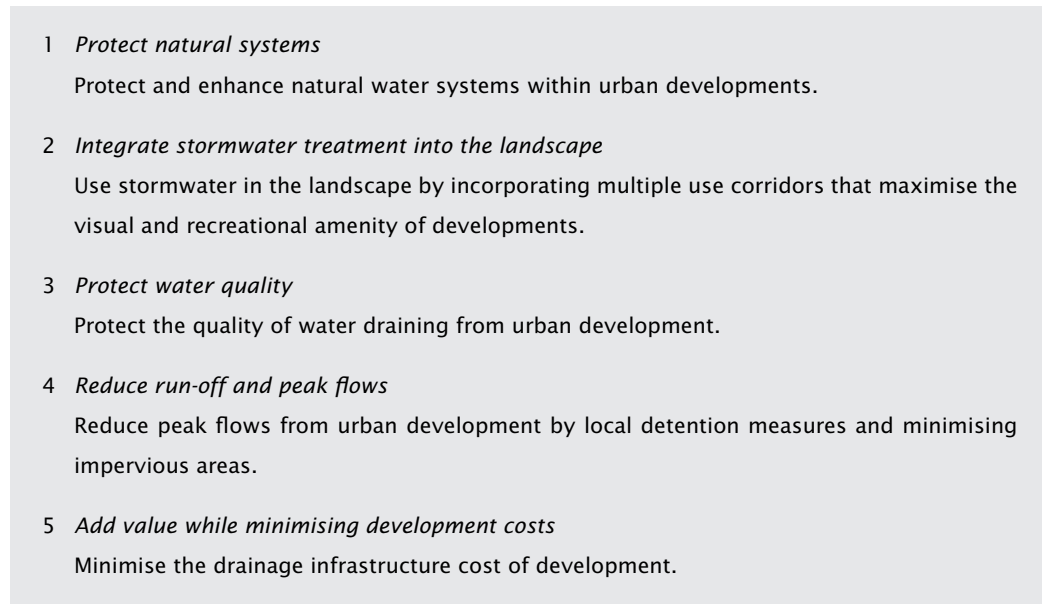 1 Protect natural systems
Protect and enhance natural water systems within urban developments.
2 Integrate stormwater treatment into the landscape
Use stormwater in the landscape by incorporating multiple use corridors that maximise the
visual and recreational amenity of developments.
3 Protect water quality
Protect the quality of water draining from urban development.
4 Reduce run-off and peak flows
Reduce peak flows from urban development by local detention measures and minimising
impervious areas.
5 Add value while minimising development costs
Minimise the drainage infrastructure cost of development.